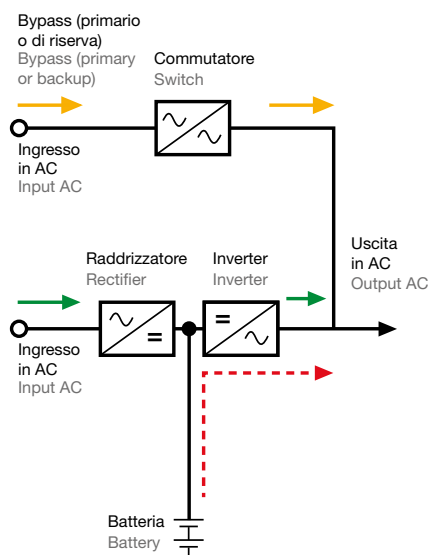 Bypass (primario
o di riserva)
Bypass (primary
or backup)
Commutatore
Switch
Ingresso
in AC
Input AC
Uscita
in AC
Output AC
Raddrizzatore
Rectifier
Inverter
Inverter
Ingresso
in AC
Input AC
Batteria
Battery